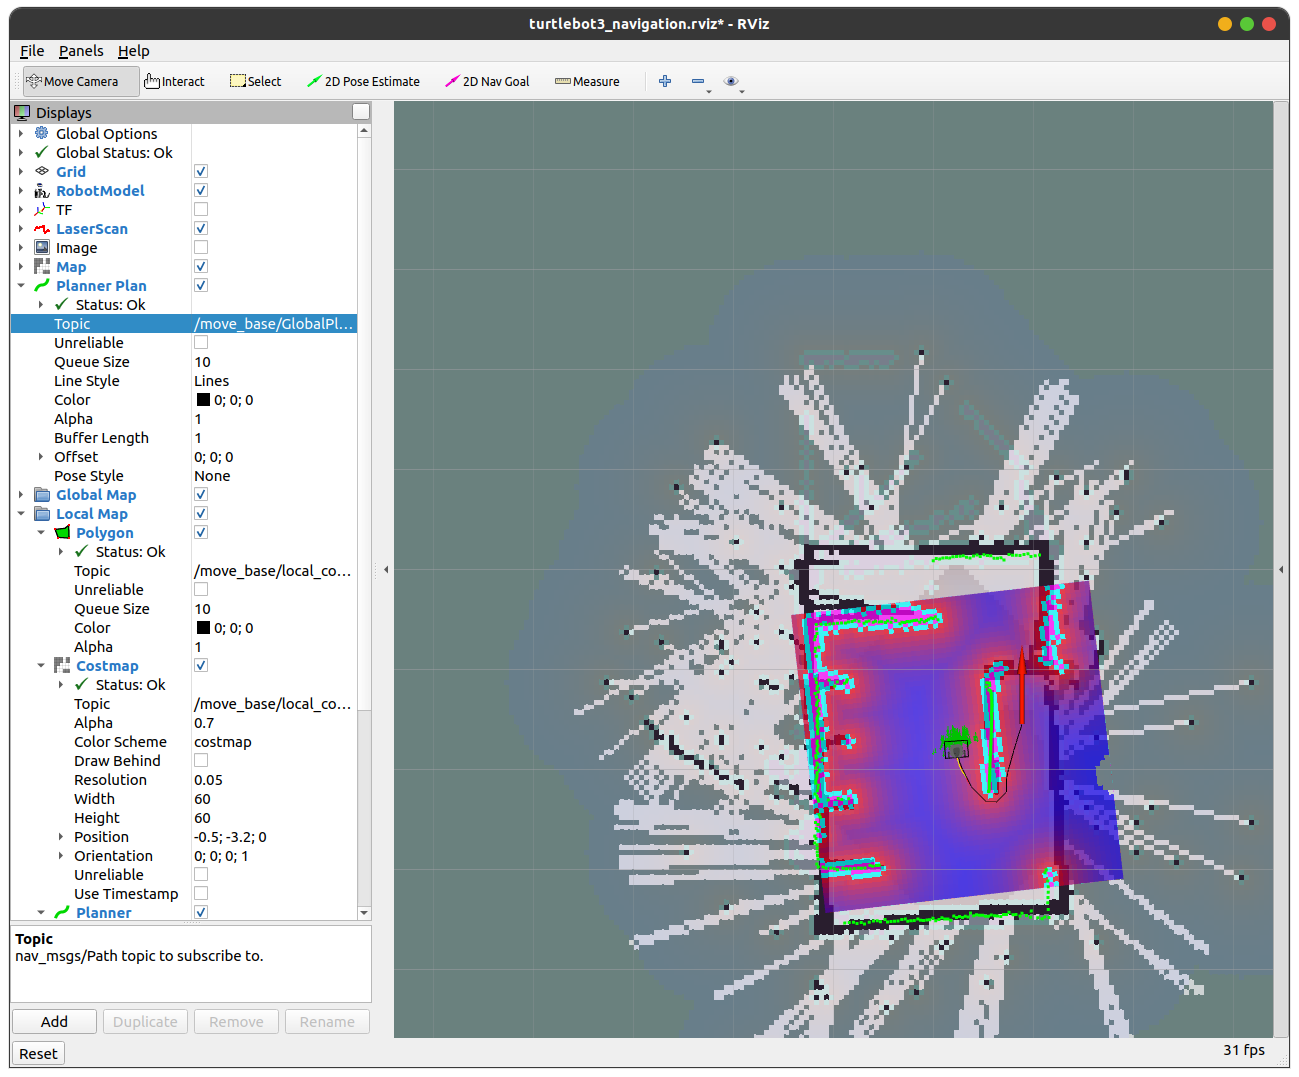 turtlebot3_navigation.rviz* - RViz
File Panels Help
Move Camera Interact Select 2D Pose Estimate 2D Nav Goal Measure
Displays
Global Options
Global Status: Ok
Grid
RobotModel
TF
LaserScan
Image
Map
Planner Plan
Status: Ok
Topic /move_base/GlobalPl...
Unreliable
Queue Size 10
Line Style Lines
Color 0; 0; 0
Alpha 1
Buffer Length 1
Offset 0; 0; 0
Pose Style None
Global Map
Local Map
Polygon
Status: Ok
Topic /move_base/local_co...
Unreliable
Queue Size 10
Color 0; 0; 0
Alpha 1
Costmap
Status: Ok
Topic /move_base/local_co...
Alpha 0.7
Color Scheme costmap
Draw Behind
Resolution 0.05
Width 60
Height 60
Position -0.5; -3.2; 0
Orientation 0; 0; 0; 1
Unreliable
Use Timestamp
Planner
Topic
nav_msgs/Path topic to subscribe to.
Add Duplicate Remove Rename
Reset 31 fps